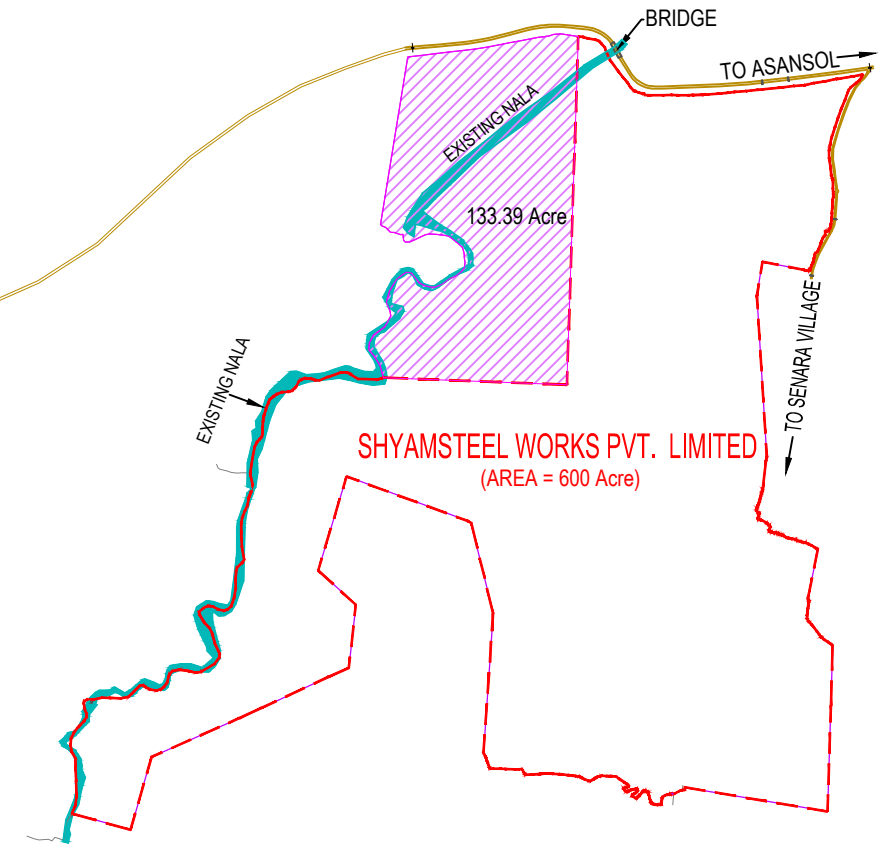 BRIDGE
TO ASANSOL
EXISTING NALA
133.39 Acre
TO SENARA VILLAGE
EXISTING NALA
SHYAMSTEEL WORKS PVT. LIMITED
(AREA = 600 Acre)